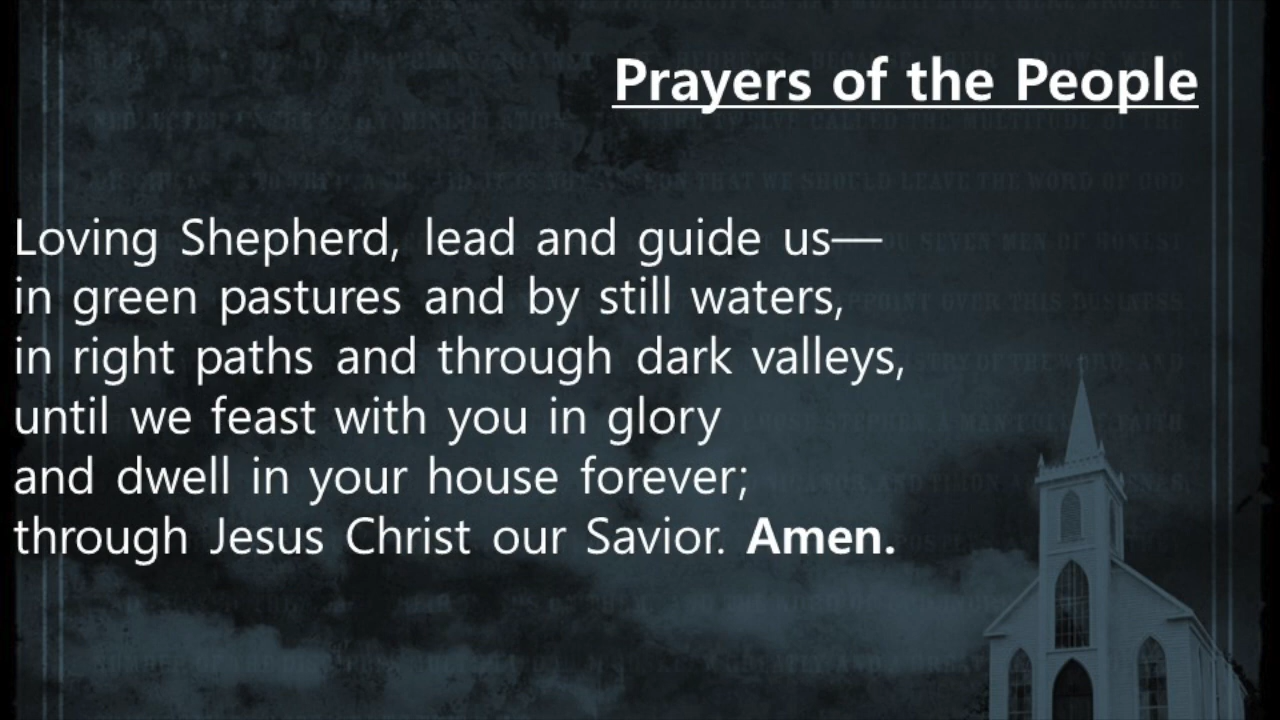 Prayers of the People
Loving Shepherd, lead and guide us—
in green pastures and by still waters,
in right paths and through dark valleys,
until we feast with you in glory
and dwell in your house forever;
through Jesus Christ our Savior. Amen.